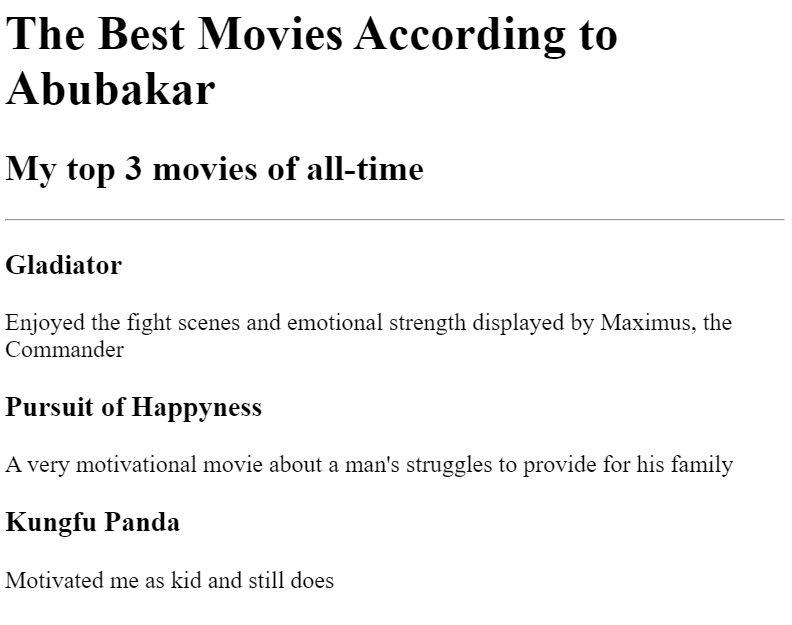 The Best Movies According to
Abubakar
My top 3 movies of all-time
Gladiator
Enjoyed the fight scenes and emotional strength displayed by Maximus, the
Commander
Pursuit of Happyness
A very motivational movie about a man's struggles to provide for his family
Kungfu Panda
Motivated me as kid and still does